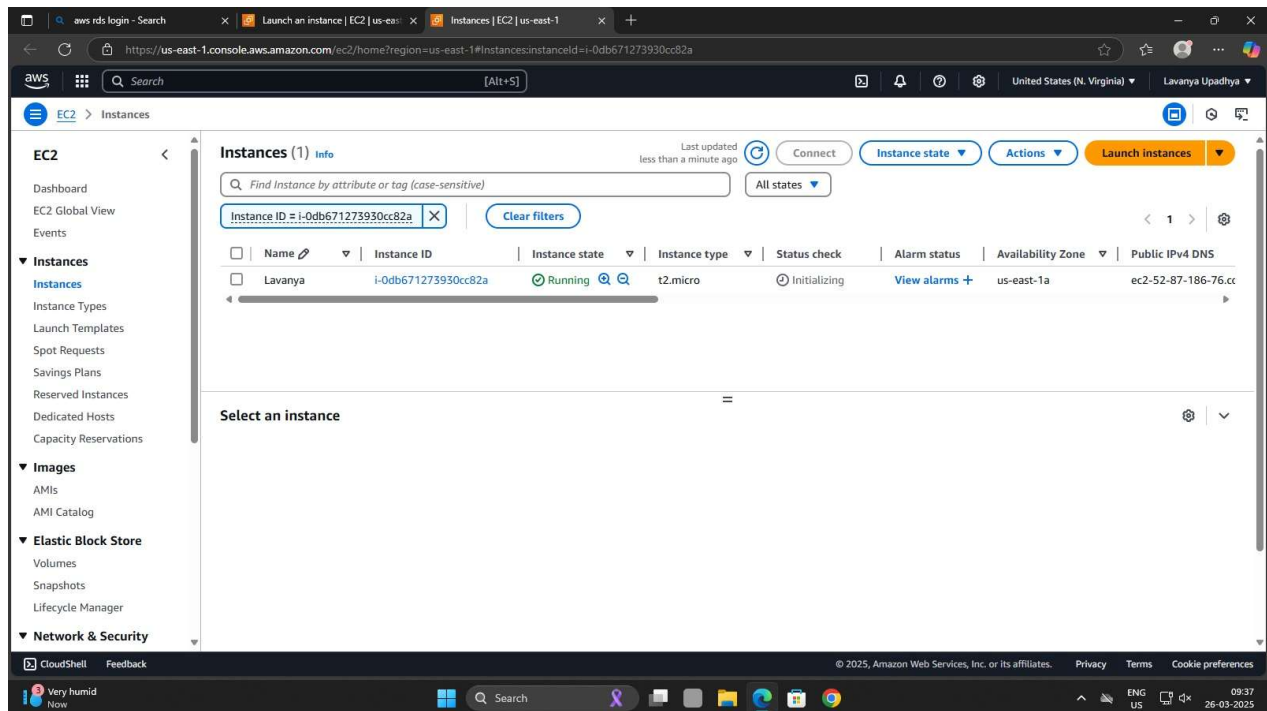 aws rds login - Search
Launch an instance | EC2 | us-eas
Instances | EC2 | us-east-1
https://us-east-1.console.aws.amazon.com/ec2/home?region=us-east-1#Instances:instanceId=i-0db671273930cc82a
aws Search [Alt+S] United States (N. Virginia) Lavanya Upadhya
EC2 > Instances
EC2
Dashboard
EC2 Global View
Events
Instances
Instances
Instance Types
Launch Templates
Spot Requests
Savings Plans
Reserved Instances
Dedicated Hosts
Capacity Reservations
Images
AMIs
AMI Catalog
Elastic Block Store
Volumes
Snapshots
Lifecycle Manager
Network & Security
Instances (1) Info
Last updated
less than a minute ago
Connect Instance state Actions Launch instances
Find Instance by attribute or tag (case-sensitive) All states
Instance ID = i-0db671273930cc82a Clear filters
1
Name Instance ID Instance state Instance type Status check Alarm status Availability Zone Public IPv4 DNS
Lavanya i-0db671273930cc82a Running t2.micro Initializing View alarms + us-east-1a ec2-52-87-186-76.cc
Select an instance
CloudShell Feedback © 2025, Amazon Web Services, Inc. or its affiliates. Privacy Terms Cookie preferences
3 Very humid
Now
Search
ENG
US
09:37
26-03-2025